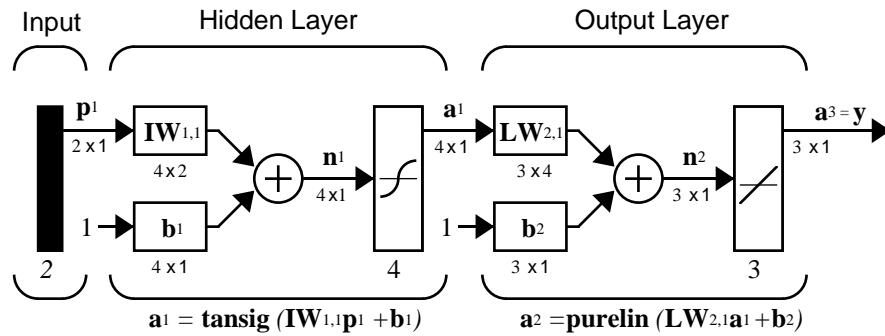 Input
Hidden Layer
Output Layer
p1
a1
a3 = y
IW1,1
LW2,1
2 x 1
n1
4 x 1
n2
3 x 1
4 x 2
3 x 4
4 x 1
3 x 1
1
b1
1
b2
2
4 x 1
4
3 x 1
3
a1 = tansig (IW1,1p1 +b1)
a2 =purelin (LW2,1a1+b2)